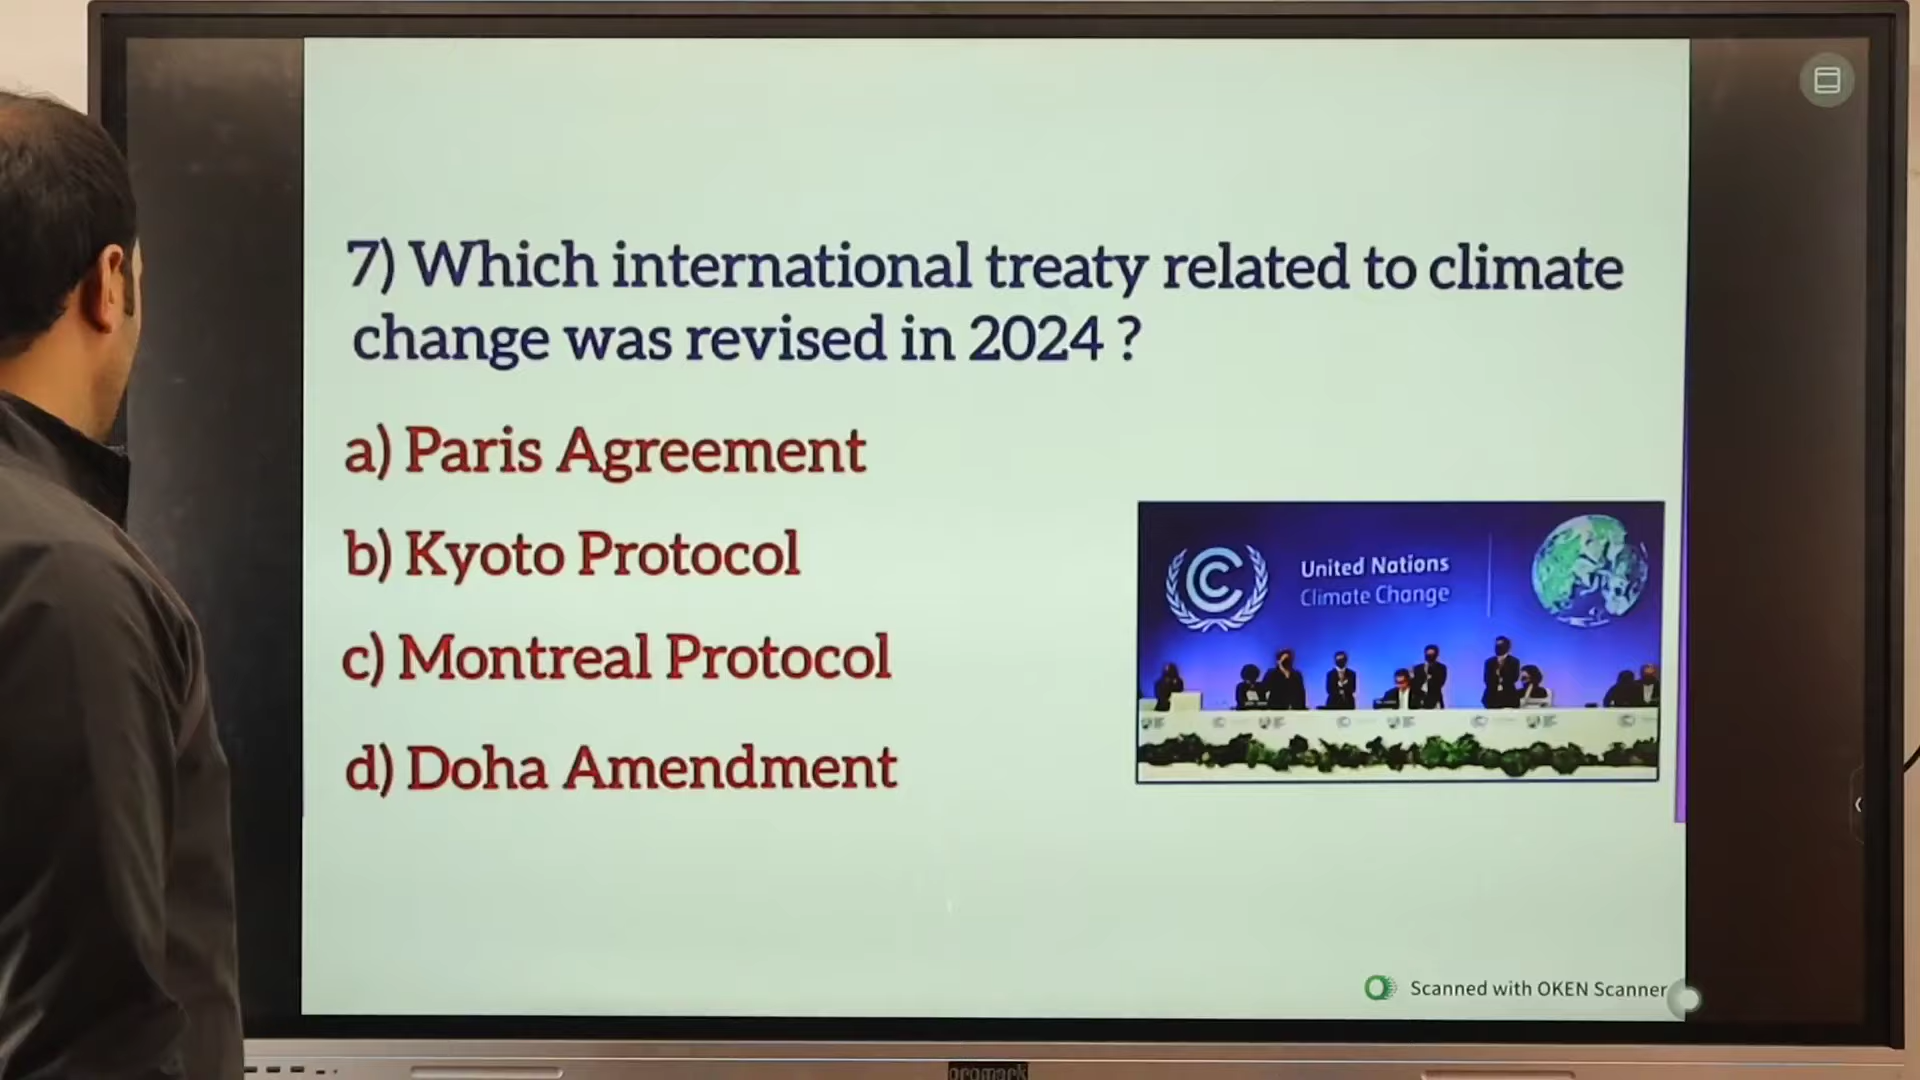 7) Which international treaty related to climate
change was revised in 2024 ?
a) Paris Agreement
b) Kyoto Protocol
c) Montreal Protocol
d) Doha Amendment
United Nations
Climate Change
Scanned with OKEN Scanner
promark